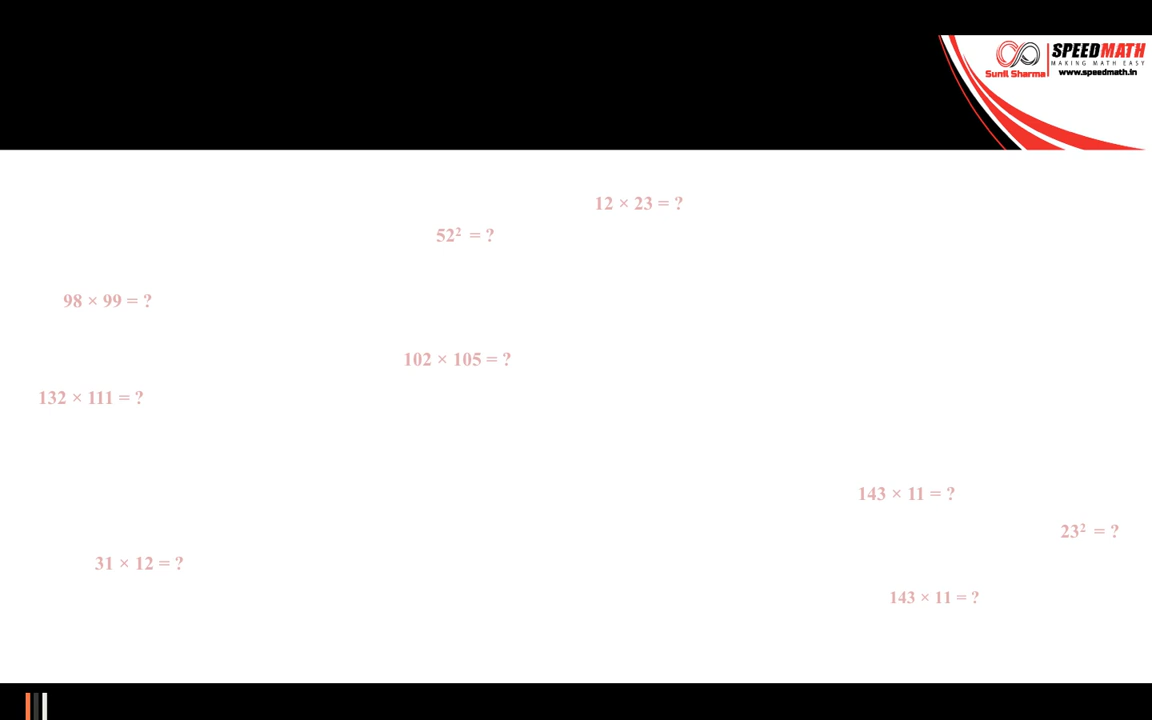 SPEEDMATH
MAKING MATH EASY
Sunil Sharma
www.speedmath.in
12 × 23 = ?
52² = ?
98 × 99 = ?
102 × 105 = ?
132 × 111 = ?
143 × 11 = ?
23² = ?
31 × 12 = ?
143 × 11 = ?